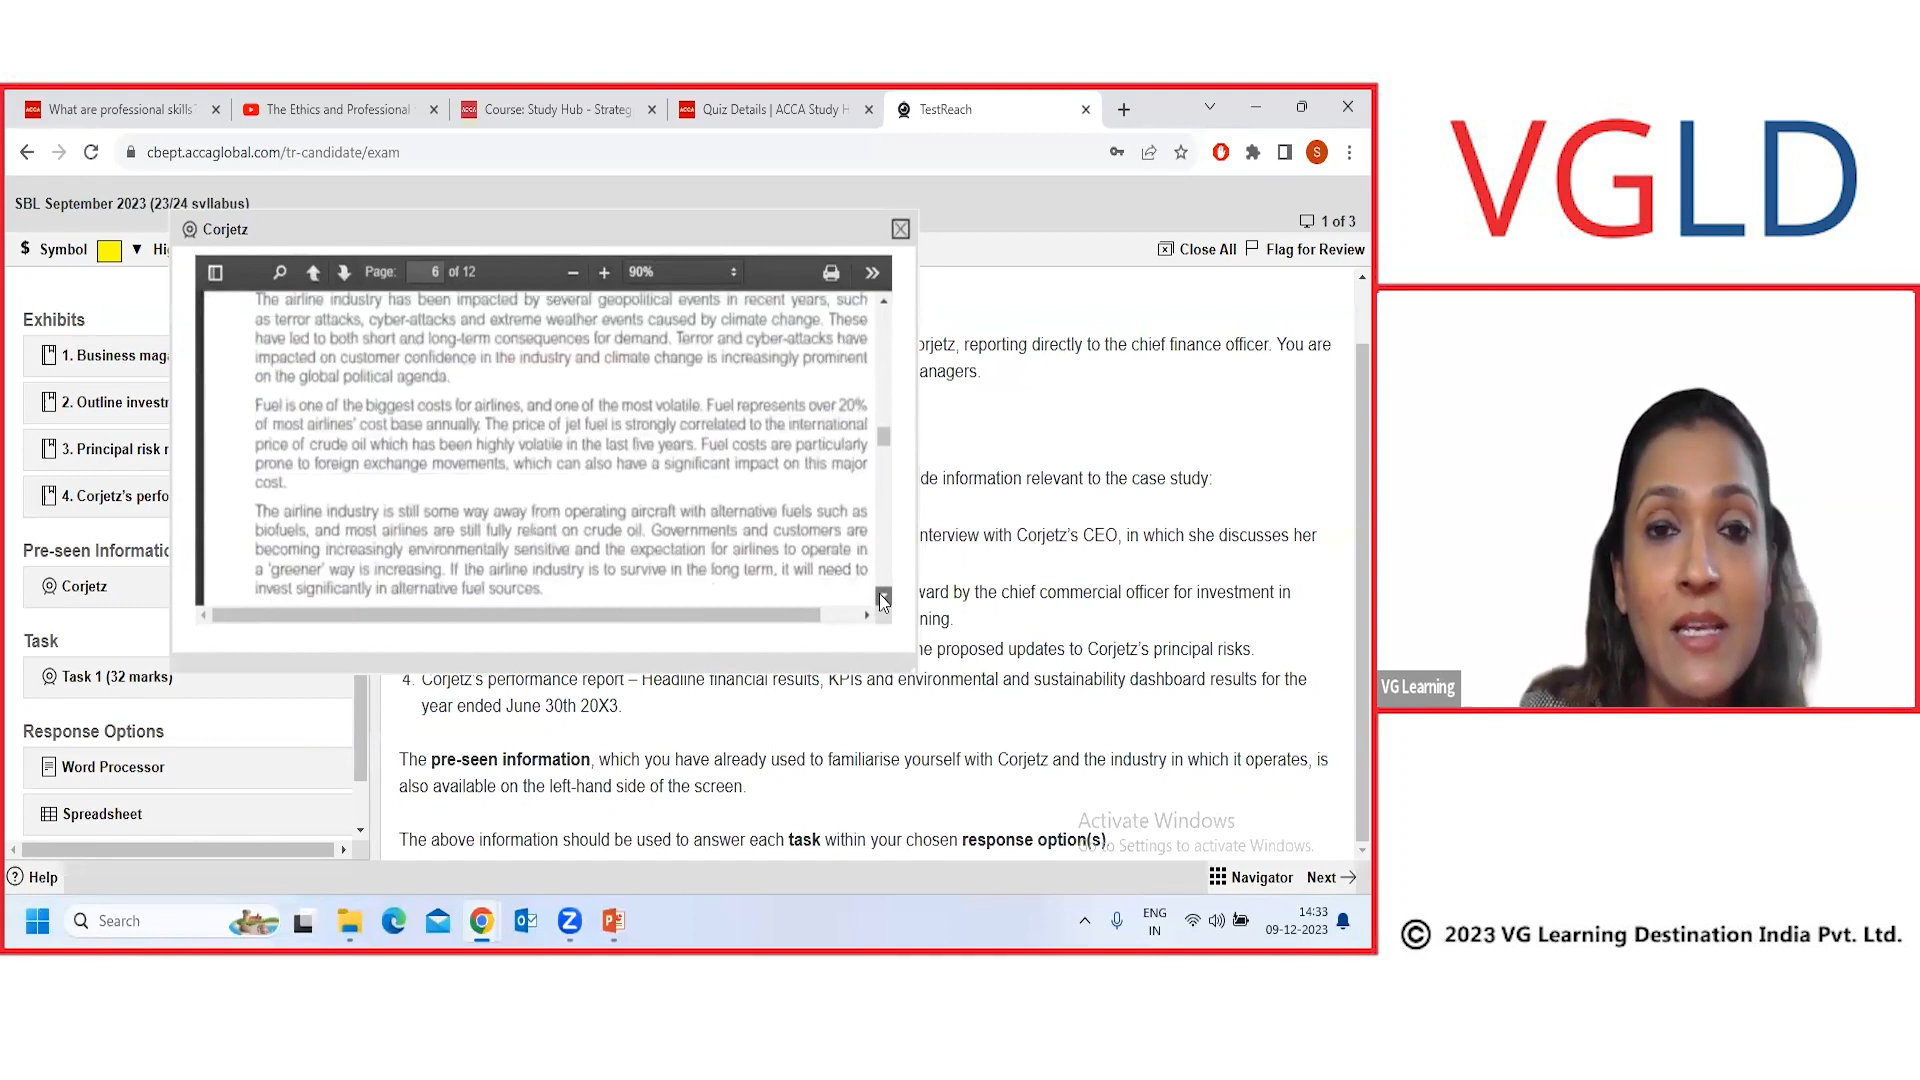 What are professional skills
The Ethics and Professional
Course: Study Hub - Strateg
Quiz Details | ACCA Study H
TestReach
cbept.accaglobal.com/tr-candidate/exam
S
SBL September 2023 (23/24 syllabus)
1 of 3
$ Symbol
Hi
Close All
Flag for Review
Corjetz
Page: 6 of 12
90%
The airline industry has been impacted by several geopolitical events in recent years, such
as terror attacks, cyber-attacks and extreme weather events caused by climate change. These
have led to both short and long-term consequences for demand. Terror and cyber-attacks have
impacted on customer confidence in the industry and climate change is increasingly prominent
on the global political agenda.
Fuel is one of the biggest costs for airlines, and one of the most volatile. Fuel represents over 20%
of most airlines' cost base annually. The price of jet fuel is strongly correlated to the international
price of crude oil which has been highly volatile in the last five years. Fuel costs are particularly
prone to foreign exchange movements, which can also have a significant impact on this major
cost.
The airline industry is still some way away from operating aircraft with alternative fuels such as
biofuels, and most airlines are still fully reliant on crude oil. Governments and customers are
becoming increasingly environmentally sensitive and the expectation for airlines to operate in
a 'greener' way is increasing. If the airline industry is to survive in the long term, it will need to
invest significantly in alternative fuel sources.
Exhibits
1. Business mag
2. Outline investr
3. Principal risk r
4. Corjetz's perfo
Pre-seen Informatio
Corjetz
Task
Task 1 (32 marks)
Response Options
Word Processor
Spreadsheet
orjetz, reporting directly to the chief finance officer. You are
anagers.
de information relevant to the case study:
nterview with Corjetz's CEO, in which she discusses her
ward by the chief commercial officer for investment in
ning.
ne proposed updates to Corjetz's principal risks.
4. Corjetz's performance report – Headline financial results, KPIs and environmental and sustainability dashboard results for the
year ended June 30th 20X3.
The pre-seen information, which you have already used to familiarise yourself with Corjetz and the industry in which it operates, is
also available on the left-hand side of the screen.
The above information should be used to answer each task within your chosen response option(s)
Activate Windows
Go to Settings to activate Windows.
Help
Navigator
Next
Search
ENG
IN
14:33
09-12-2023
VGLD
VG Learning
© 2023 VG Learning Destination India Pvt. Ltd.